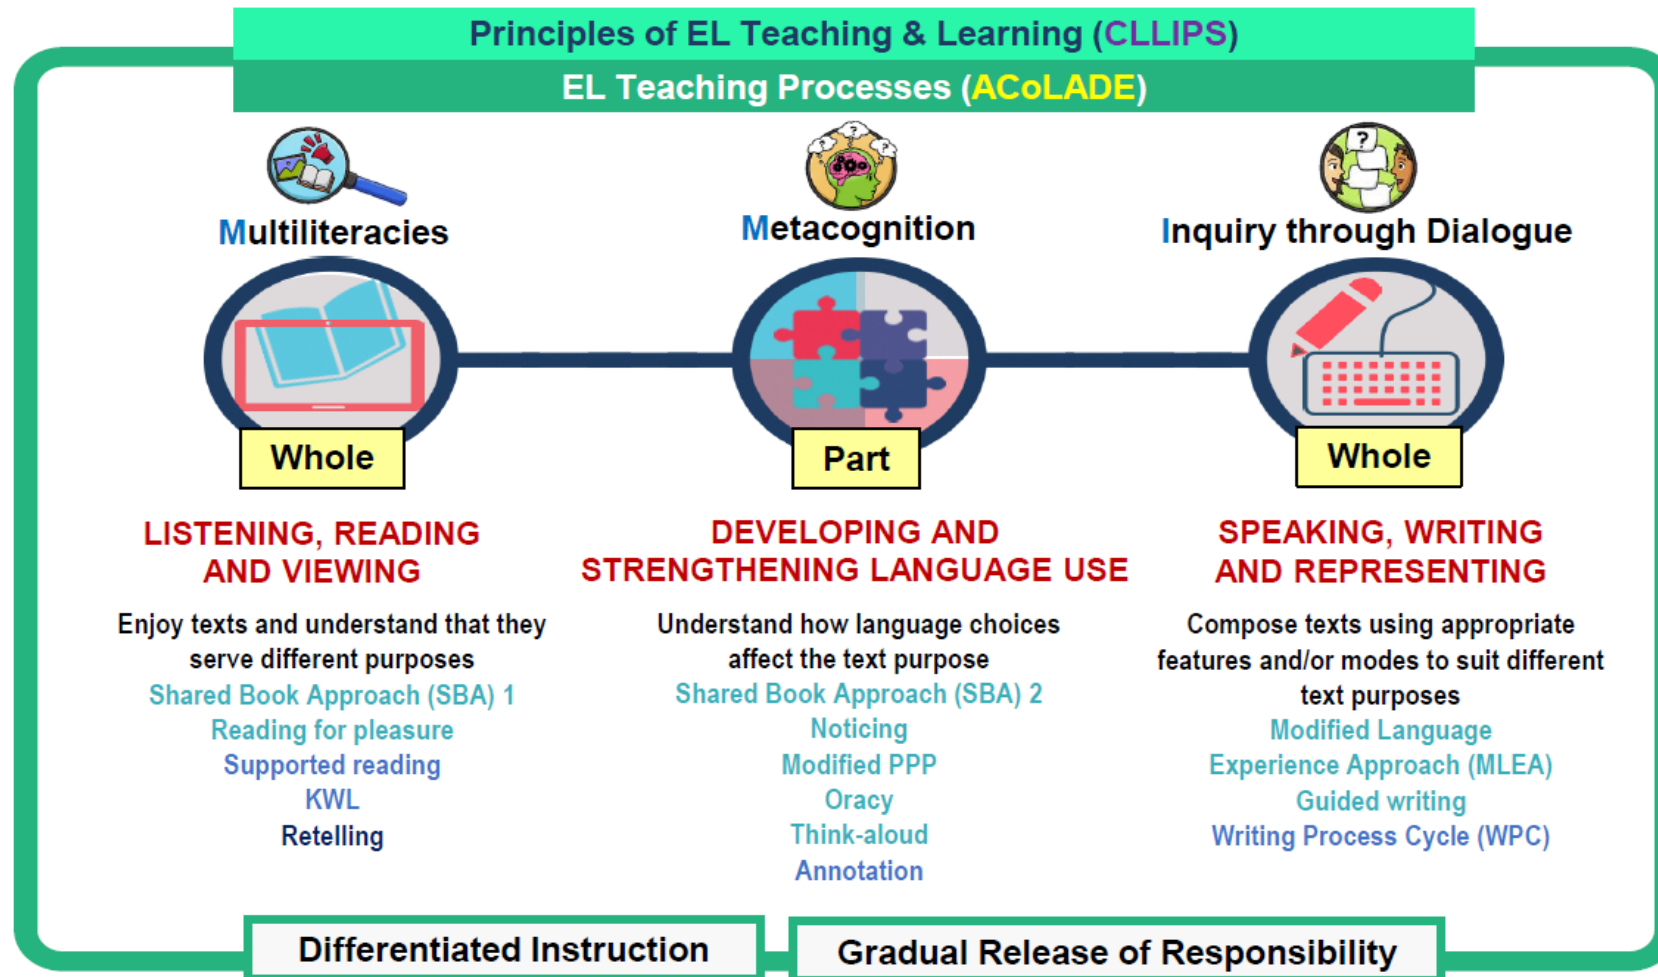 Principles of EL Teaching & Learning (CLLIPS)
EL Teaching Processes (ACoLADE)
Multiliteracies
Whole
LISTENING, READING
AND VIEWING
Enjoy texts and understand that they
serve different purposes
Shared Book Approach (SBA) 1
Reading for pleasure
Supported reading
KWL
Retelling
? ?
?
Metacognition
Part
DEVELOPING AND
STRENGTHENING LANGUAGE USE
Understand how language choices
affect the text purpose
Shared Book Approach (SBA) 2
Noticing
Modified PPP
Oracy
Think-aloud
Annotation
?
Inquiry through Dialogue
Whole
SPEAKING, WRITING
AND REPRESENTING
Compose texts using appropriate
features and/or modes to suit different
text purposes
Modified Language
Experience Approach (MLEA)
Guided writing
Writing Process Cycle (WPC)
Differentiated Instruction
Gradual Release of Responsibility